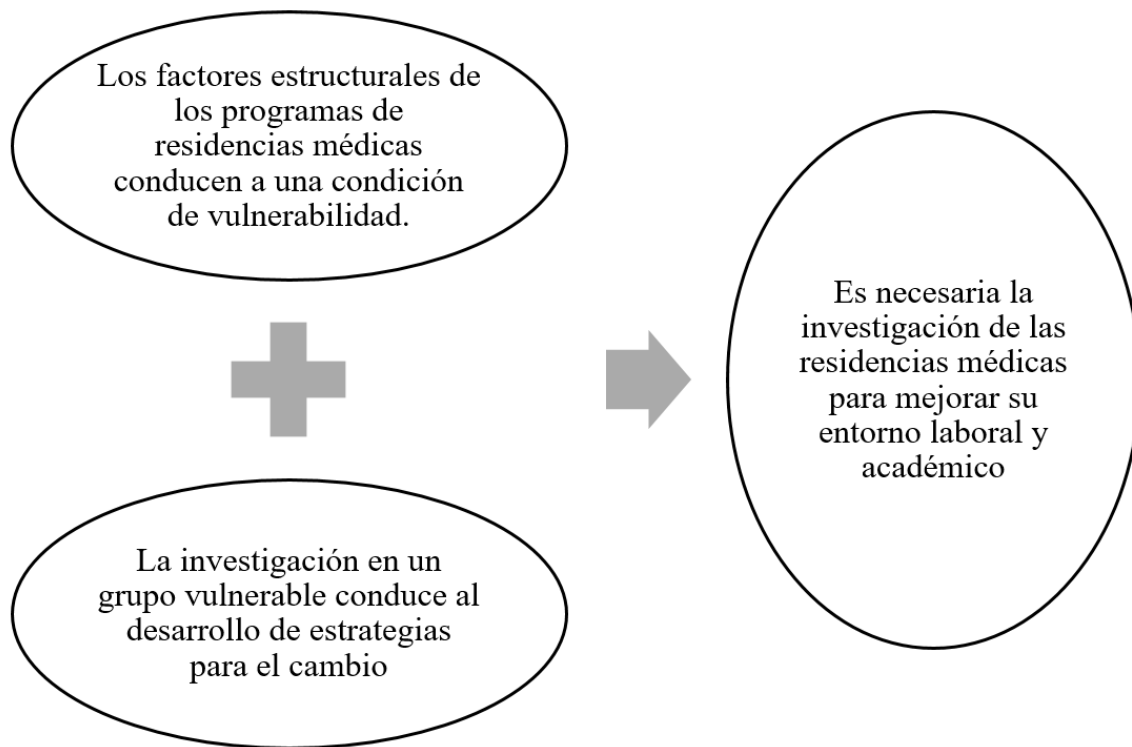 Los factores estructurales de
los programas de
residencias médicas
conducen a una condición
de vulnerabilidad.
La investigación en un
grupo vulnerable conduce al
desarrollo de estrategias
para el cambio
Es necesaria la
investigación de las
residencias médicas
para mejorar su
entorno laboral y
académico